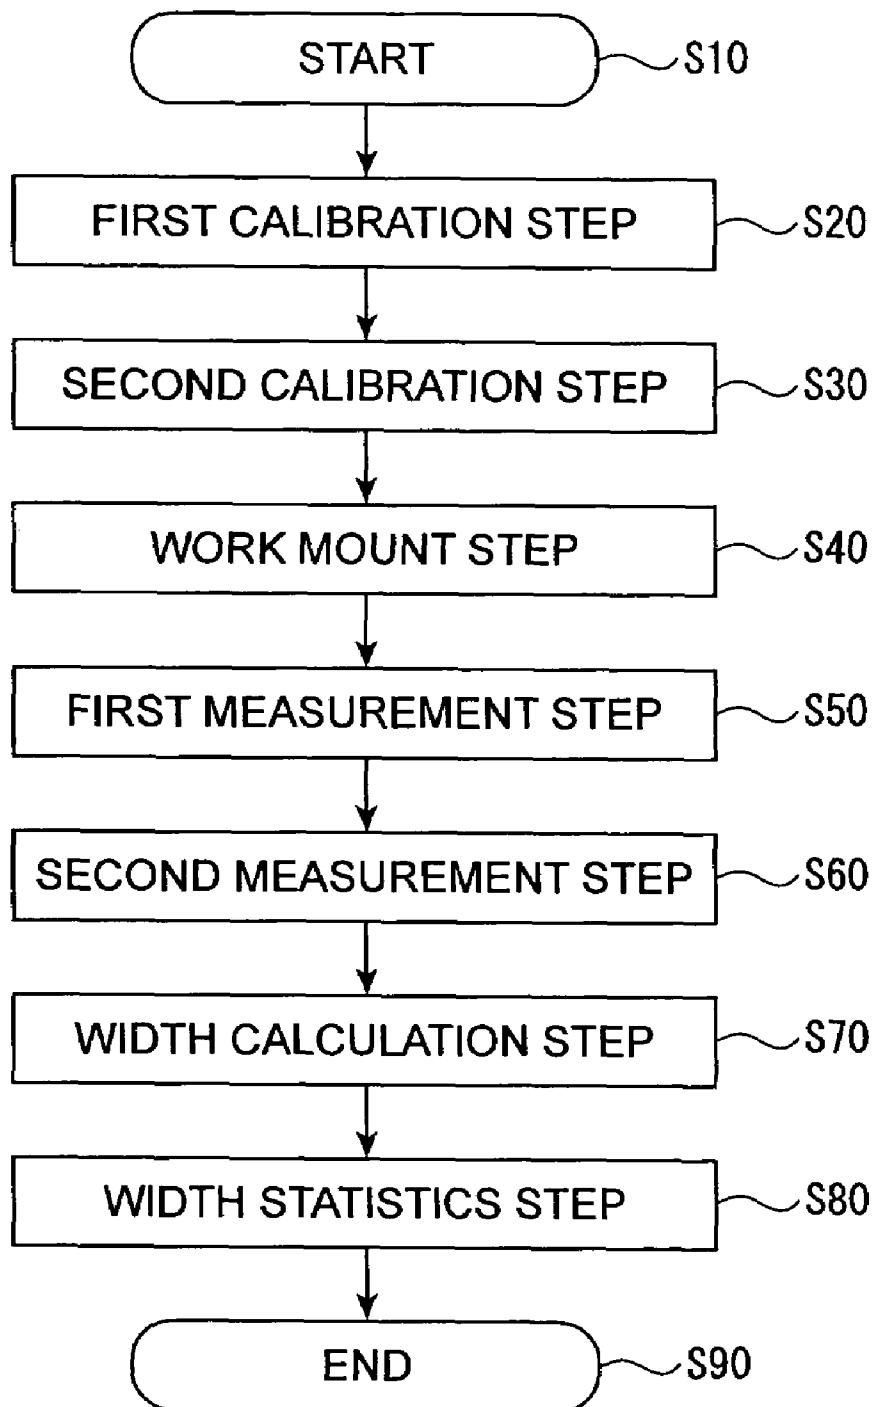 START S10
FIRST CALIBRATION STEP S20
SECOND CALIBRATION STEP S30
WORK MOUNT STEP S40
FIRST MEASUREMENT STEP S50
SECOND MEASUREMENT STEP S60
WIDTH CALCULATION STEP S70
WIDTH STATISTICS STEP S80
END S90